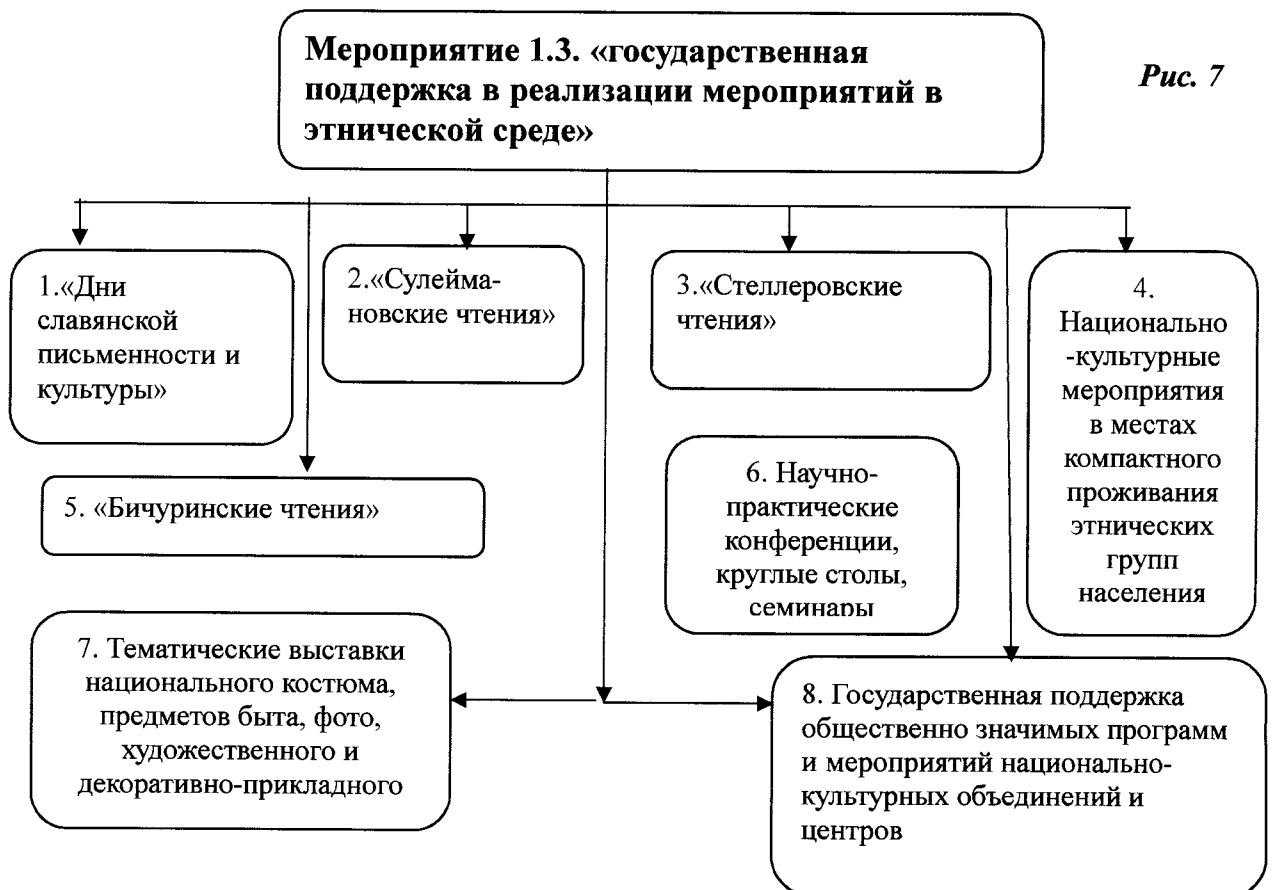 Мероприятие 1.3. «государственная
поддержка в реализации мероприятий в
этнической среде»
Рис. 7
1.«Дни
славянской
письменности и
культуры»
2.«Сулейма-
новские чтения»
3.«Стеллеровские
чтения»
4.
Национально
-культурные
мероприятия
в местах
компактного
проживания
этнических
групп
населения
5. «Бичуринские чтения»
6. Научно-
практические
конференции,
круглые столы,
семинары
7. Тематические выставки
национального костюма,
предметов быта, фото,
художественного и
декоративно-прикладного
8. Государственная поддержка
общественно значимых программ
и мероприятий национально-
культурных объединений и
центров